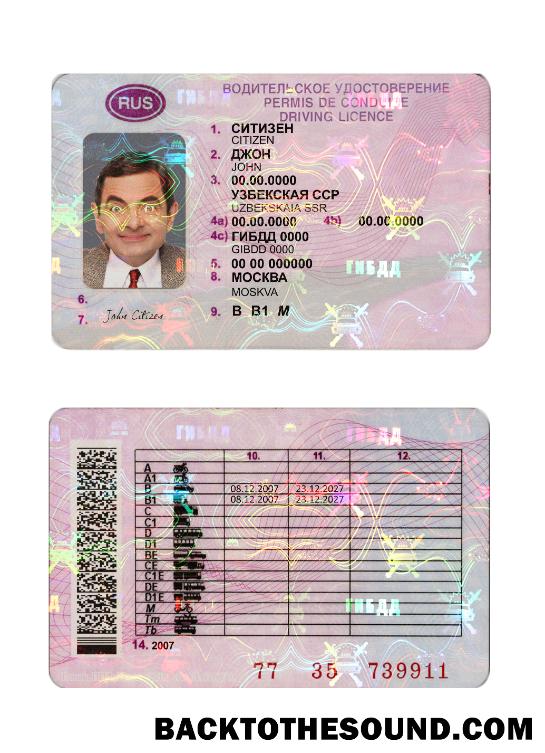 RUS
ВОДИТЕЛЬСКОЕ УДОСТОВЕРЕНИЕ
PERMIS DE CONDUIRE
DRIVING LICENCE
1. СИТИЗЕН
CITIZEN
2. ДЖОН
JOHN
3. 00.00.0000
УЗБЕКСКАЯ ССР
UZBEKSKAIA SSR
4a) 00.00.0000 4b) 00.00.0000
4c) ГИБДД 0000
GIBDD 0000
5. 00 00 000000
8. МОСКВА
MOSKVA
6.
7. John Citizen
9. B B1 M
ГИБДД
ГИБДД
10. 11. 12.
A
A1
B 08.12.2007 23.12.2027
B1 08.12.2007 23.12.2027
C
C1
D
D1
BE
CE
C1E
DE
D1E
M
Tm
Tb
ГИБДД
14. 2007
77 35 739911
BACKTOTHESOUND.COM